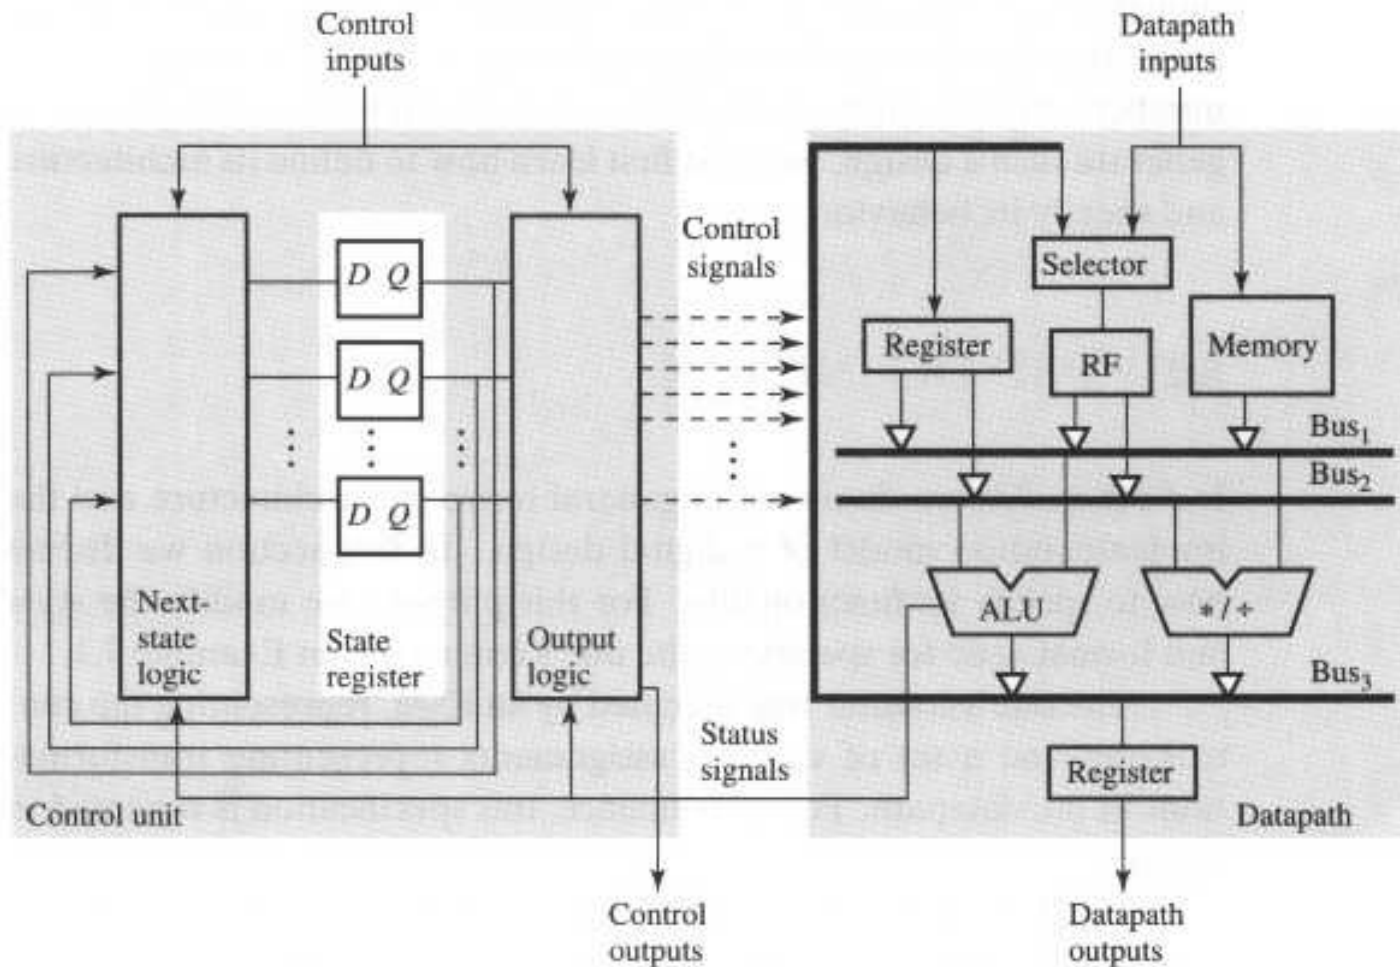 Control
inputs
Datapath
inputs
Control
signals
D Q
D Q
D Q
Next-
state
logic
State
register
Output
logic
Selector
Register
RF
Memory
Bus₁
Bus₂
ALU
* / ÷
Bus₃
Status
signals
Register
Control unit
Datapath
Control
outputs
Datapath
outputs